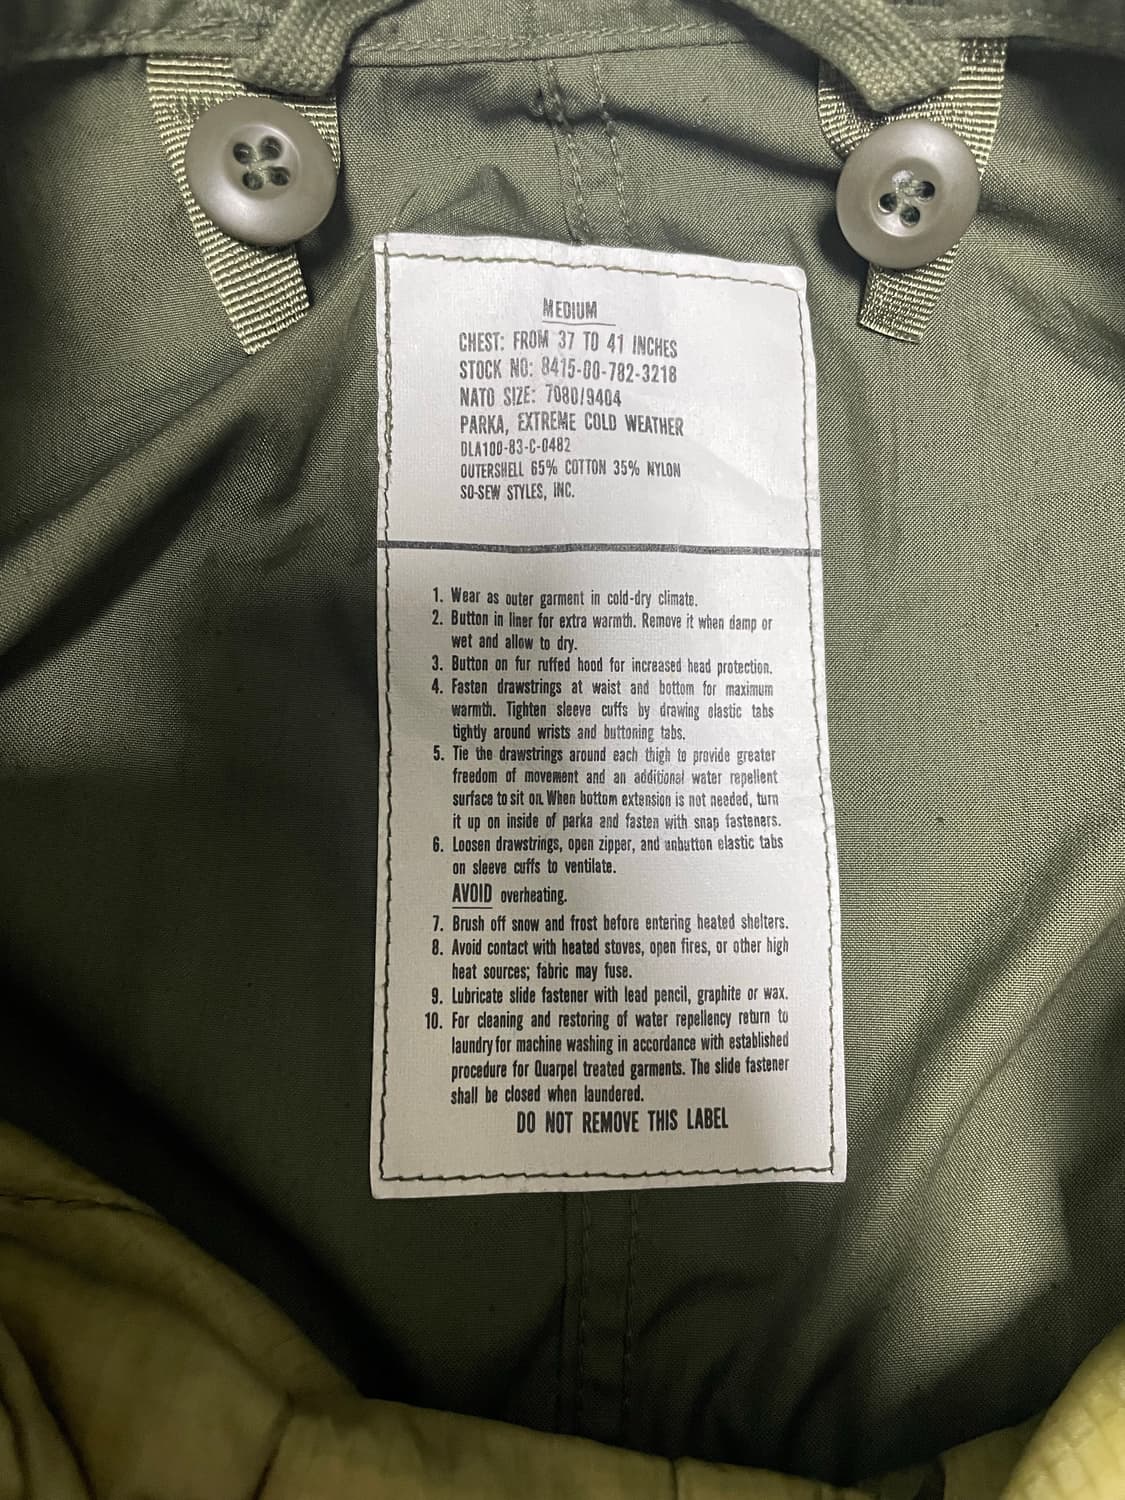 MEDIUM
CHEST: FROM 37 TO 41 INCHES
STOCK NO: 8415-00-782-3218
NATO SIZE: 7080/9404
PARKA, EXTREME COLD WEATHER
DLA100-83-C-0482
OUTERSHELL 65% COTTON 35% NYLON
SO-SEW STYLES, INC.
1. Wear as outer garment in cold-dry climate.
2. Button in liner for extra warmth. Remove it when damp or
wet and allow to dry.
3. Button on fur ruffed hood for increased head protection.
4. Fasten drawstrings at waist and bottom for maximum
warmth. Tighten sleeve cuffs by drawing elastic tabs
tightly around wrists and buttoning tabs.
5. Tie the drawstrings around each thigh to provide greater
freedom of movement and an additional water repellent
surface to sit on. When bottom extension is not needed, turn
it up on inside of parka and fasten with snap fasteners.
6. Loosen drawstrings, open zipper, and unbutton elastic tabs
on sleeve cuffs to ventilate.
AVOID overheating.
7. Brush off snow and frost before entering heated shelters.
8. Avoid contact with heated stoves, open fires, or other high
heat sources; fabric may fuse.
9. Lubricate slide fastener with lead pencil, graphite or wax.
10. For cleaning and restoring of water repellency return to
laundry for machine washing in accordance with established
procedure for Quarpel treated garments. The slide fastener
shall be closed when laundered.
DO NOT REMOVE THIS LABEL